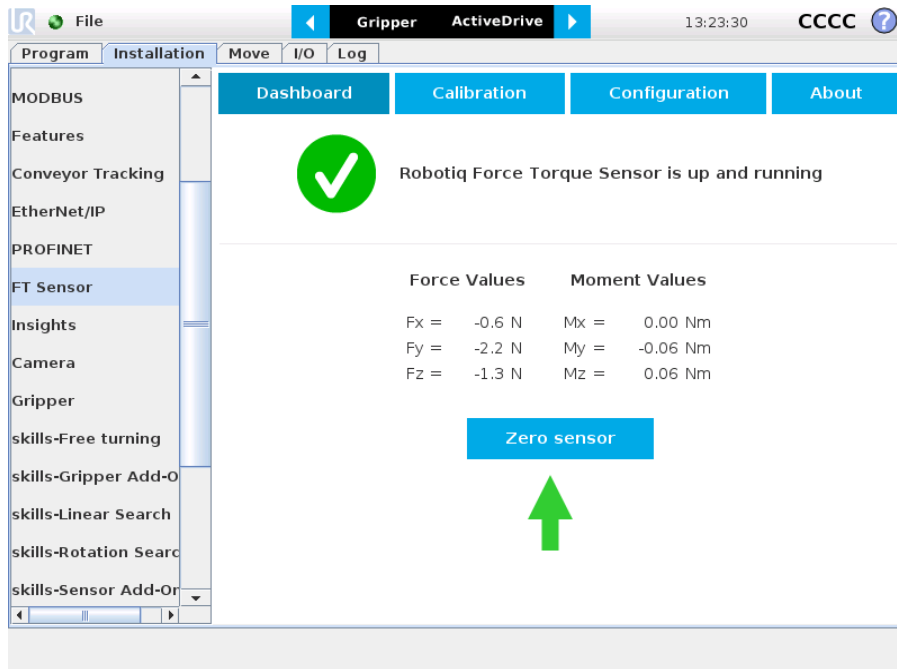 UR File Gripper ActiveDrive 13:23:30 CCCC ?
Program Installation Move I/O Log
Dashboard Calibration Configuration About
MODBUS
Features
Conveyor Tracking
EtherNet/IP
PROFINET
FT Sensor
Insights
Camera
Gripper
skills-Free turning
skills-Gripper Add-O
skills-Linear Search
skills-Rotation Searc
skills-Sensor Add-On
Robotiq Force Torque Sensor is up and running
Force Values Moment Values
Fx = -0.6 N Mx = 0.00 Nm
Fy = -2.2 N My = -0.06 Nm
Fz = -1.3 N Mz = 0.06 Nm
Zero sensor